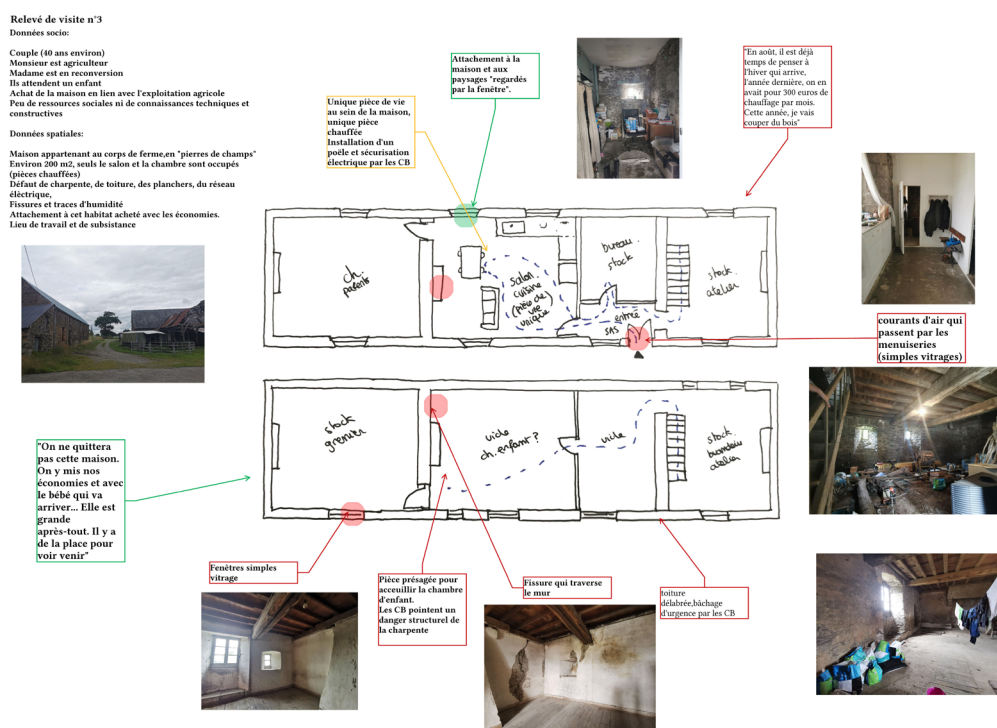 Relevé de visite n°3
Données socio:
Couple (40 ans environ)
Monsieur est agriculteur
Madame est en reconversion
Ils attendent un enfant
Achat de la maison en lien avec l'exploitation agricole
Peu de ressources sociales ni de connaissances techniques et
constructives
Données spatiales:
Maison appartenant au corps de ferme,en "pierres de champs"
Environ 200 m2, seuls le salon et la chambre sont occupés
(pièces chauffées)
Défaut de charpente, de toiture, des planchers, du réseau
élèctrique,
Fissures et traces d'humidité
Attachement à cet habitat acheté avec les économies.
Lieu de travail et de subsistance
Unique pièce de vie
au sein de la maison,
unique pièce
chauffée
Installation d'un
poêle et sécurisation
électrique par les CB
Attachement à la
maison et aux
paysages "regardés
par la fenêtre".
"En août, il est déjà
temps de penser à
l'hiver qui arrive,
l'année dernière, on en
avait pour 300 euros de
chauffage par mois.
Cette année, je vais
couper du bois"
ch.
parents
salon.
cuisine
(pièce de
vie
unique)
bureau.
stock
entrée
SAS
stock.
atelier
courants d'air qui
passent par les
menuiseries
(simples vitrages)
stock
grenier
vide
ch. enfant?
vide
stock
buanderie
atelier
"On ne quittera
pas cette maison.
On y mis nos
économies et avec
le bébé qui va
arriver... Elle est
grande
après-tout. Il y a
de la place pour
voir venir"
Fenêtres simples
vitrage
Pièce présagée pour
acceuillir la chambre
d'enfant.
Les CB pointent un
danger structurel de
la charpente
Fissure qui traverse
le mur
toiture
délabrée,bâchage
d'urgence par les CB